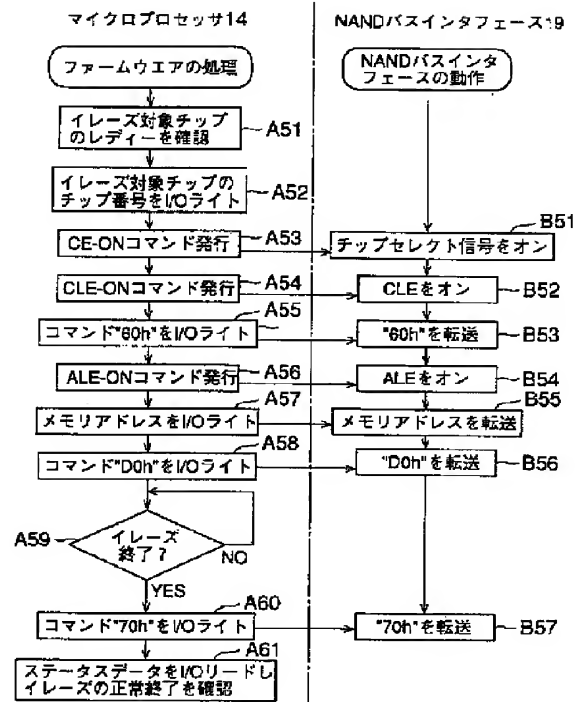 マイクロプロセッサ14
NANDバスインタフェース19
ファームウエアの処理
NANDバスインタ
フェースの動作
イレーズ対象チップ
のレディーを確認
A51
イレーズ対象チップの
チップ番号をI/Oライト
A52
CE-ONコマンド発行
A53
チップセレクト信号をオン
B51
CLE-ONコマンド発行
A54
CLEをオン
B52
コマンド"60h"をI/Oライト
A55
"60h"を転送
B53
ALE-ONコマンド発行
A56
ALEをオン
B54
メモリアドレスをI/Oライト
A57
メモリアドレスを転送
B55
コマンド"D0h"をI/Oライト
A58
"D0h"を転送
B56
イレーズ
終了？
A59
NO
YES
コマンド"70h"をI/Oライト
A60
"70h"を転送
B57
ステータスデータをI/Oリードし
イレーズの正常終了を確認
A61